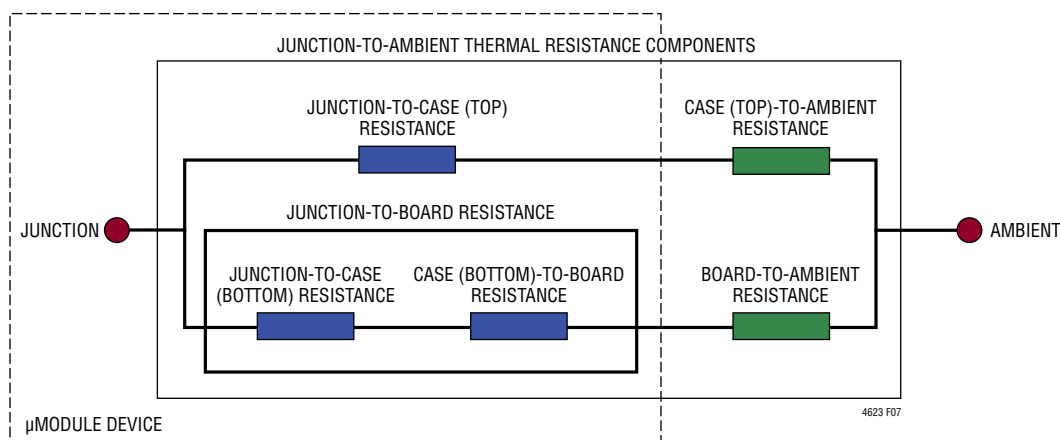 JUNCTION-TO-AMBIENT THERMAL RESISTANCE COMPONENTS
JUNCTION-TO-CASE (TOP)
RESISTANCE
CASE (TOP)-TO-AMBIENT
RESISTANCE
JUNCTION-TO-BOARD RESISTANCE
JUNCTION
AMBIENT
JUNCTION-TO-CASE
(BOTTOM) RESISTANCE
CASE (BOTTOM)-TO-BOARD
RESISTANCE
BOARD-TO-AMBIENT
RESISTANCE
4623 F07
µMODULE DEVICE